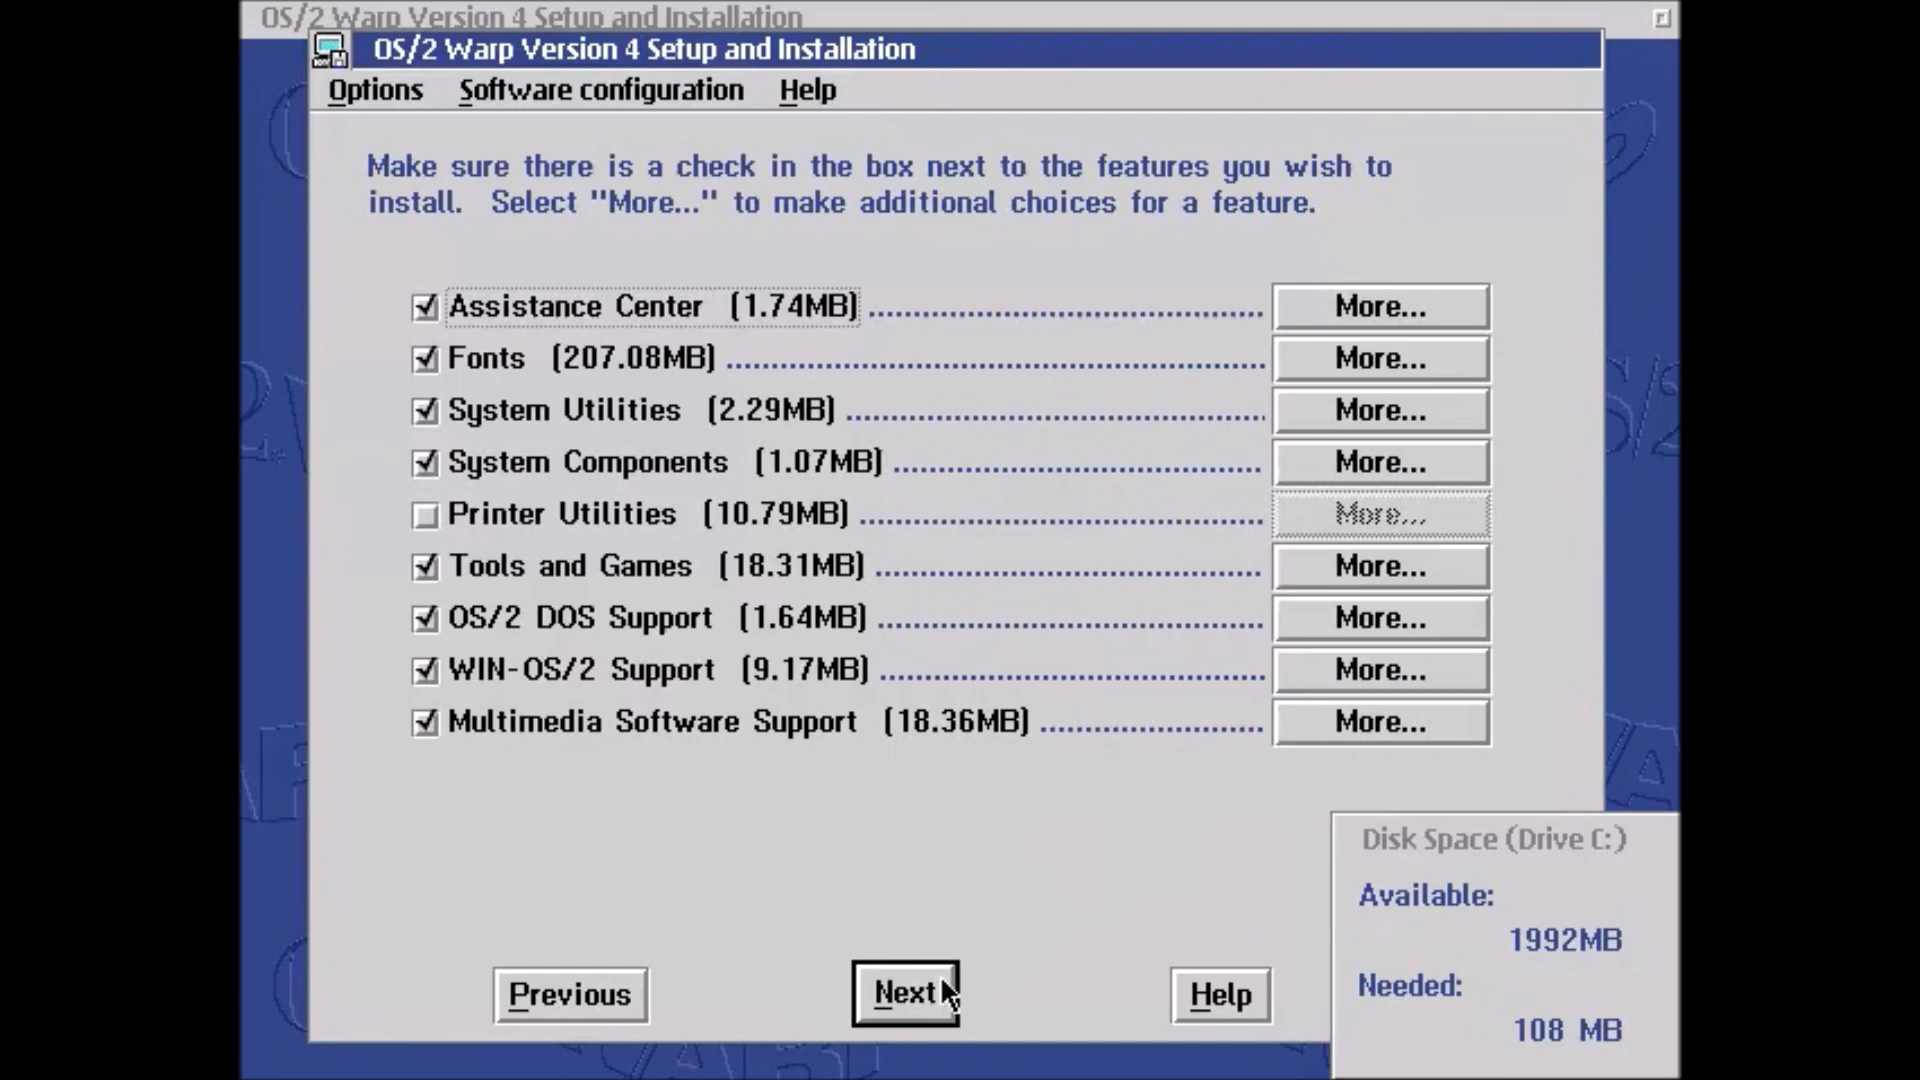 OS/2 Warp Version 4 Setup and Installation
OS/2 Warp Version 4 Setup and Installation
Options Software configuration Help
Make sure there is a check in the box next to the features you wish to
install. Select "More..." to make additional choices for a feature.
Assistance Center (1.74MB) More...
Fonts (207.08MB) More...
System Utilities (2.29MB) More...
System Components (1.07MB) More...
Printer Utilities (10.79MB) More...
Tools and Games (18.31MB) More...
OS/2 DOS Support (1.64MB) More...
WIN-OS/2 Support (9.17MB) More...
Multimedia Software Support (18.36MB) More...
Disk Space (Drive C:)
Available:
1992MB
Needed:
108 MB
Previous Next Help